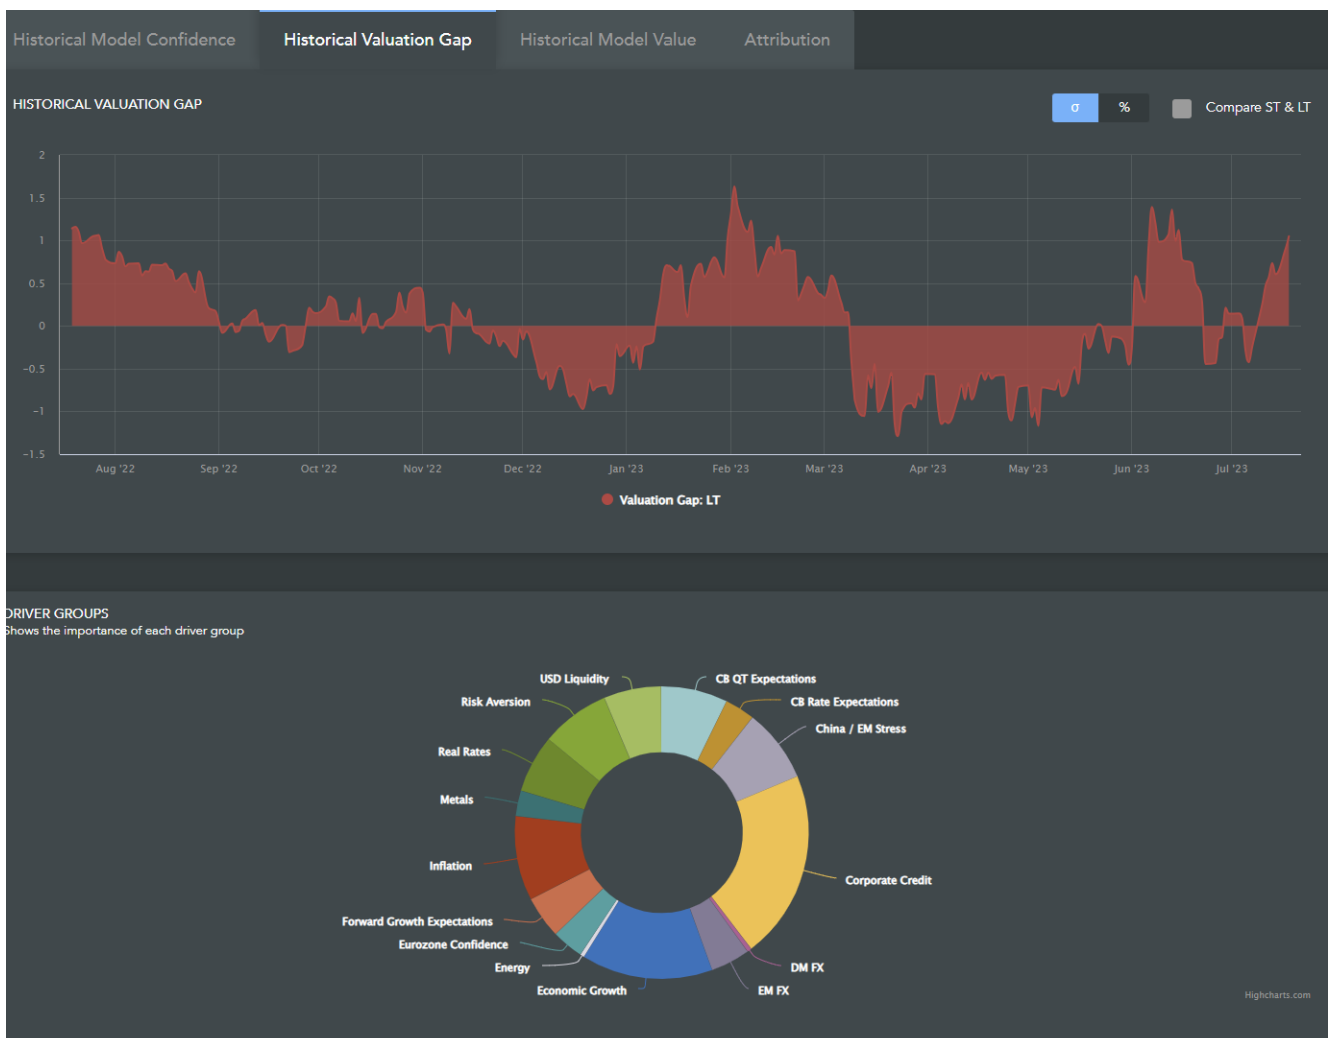 Historical Model Confidence
Historical Valuation Gap
Historical Model Value
Attribution
HISTORICAL VALUATION GAP
σ
%
Compare ST & LT
2
1.5
1
0.5
0
−0.5
−1
−1.5
Aug '22
Sep '22
Oct '22
Nov '22
Dec '22
Jan '23
Feb '23
Mar '23
Apr '23
May '23
Jun '23
Jul '23
Valuation Gap: LT
DRIVER GROUPS
Shows the importance of each driver group
USD Liquidity
CB QT Expectations
Risk Aversion
CB Rate Expectations
China / EM Stress
Real Rates
Metals
Inflation
Corporate Credit
Forward Growth Expectations
Eurozone Confidence
Energy
DM FX
Economic Growth
EM FX
Highcharts.com